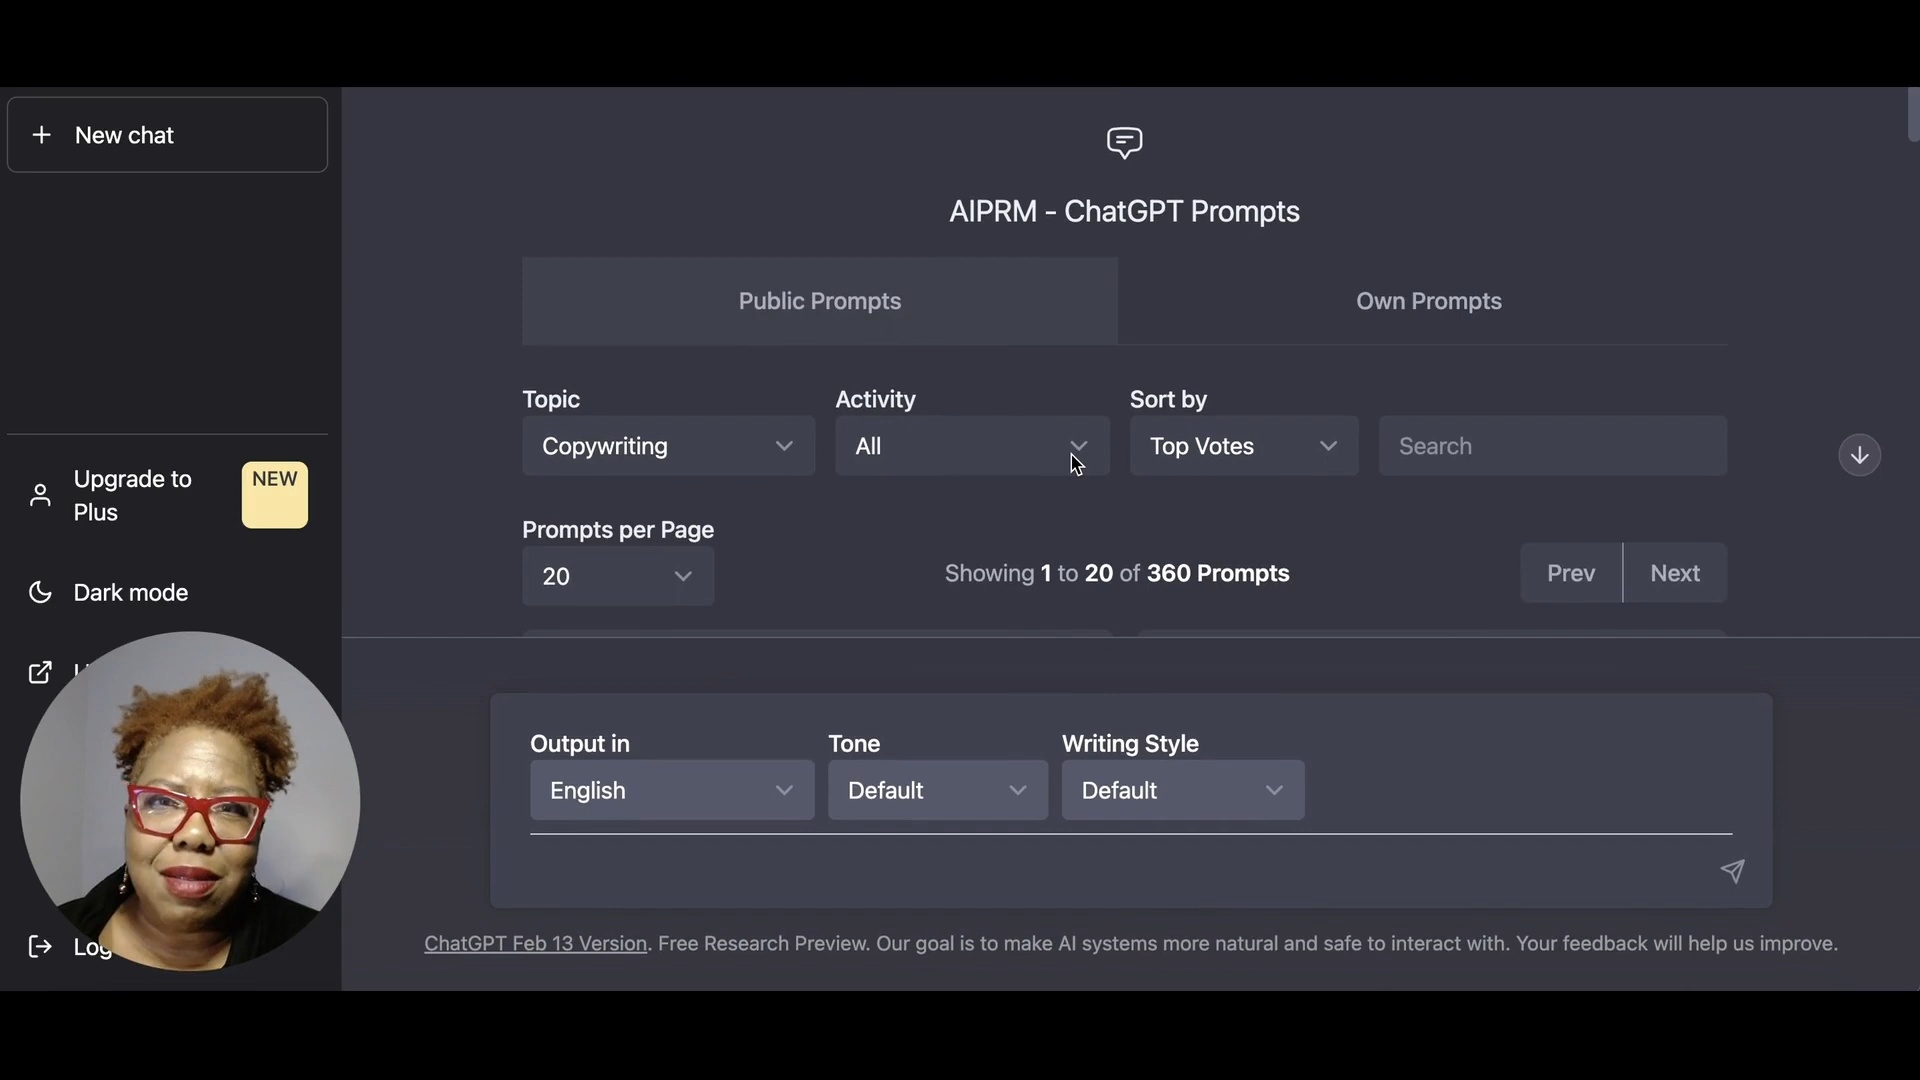 New chat
AIPRM - ChatGPT Prompts
Public Prompts
Own Prompts
Topic
Activity
Sort by
Copywriting
All
Top Votes
Search
Upgrade to
Plus
NEW
Prompts per Page
20
Showing 1 to 20 of 360 Prompts
Prev
Next
Dark mode
Output in
Tone
Writing Style
English
Default
Default
Log
ChatGPT Feb 13 Version. Free Research Preview. Our goal is to make AI systems more natural and safe to interact with. Your feedback will help us improve.